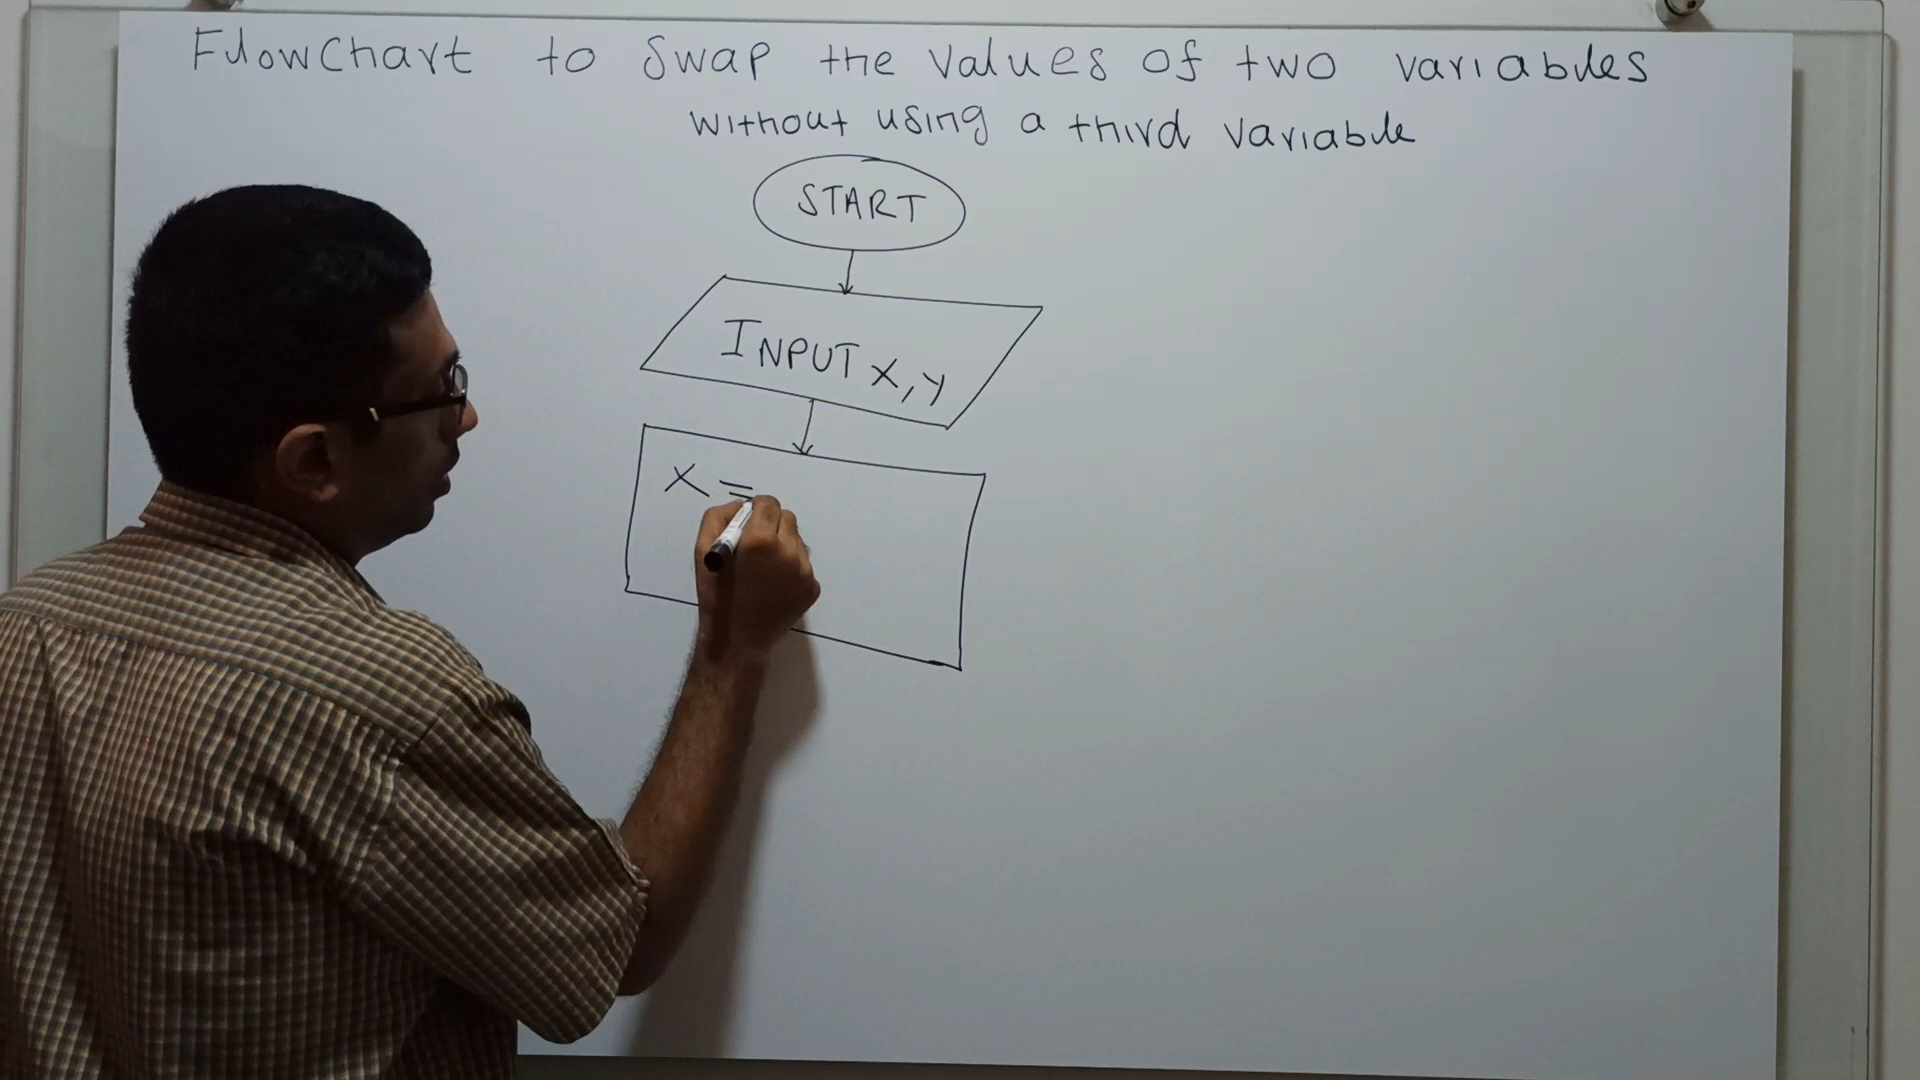 Flowchart to swap the values of two variables
without using a third variable
START
INPUT x, y
x =